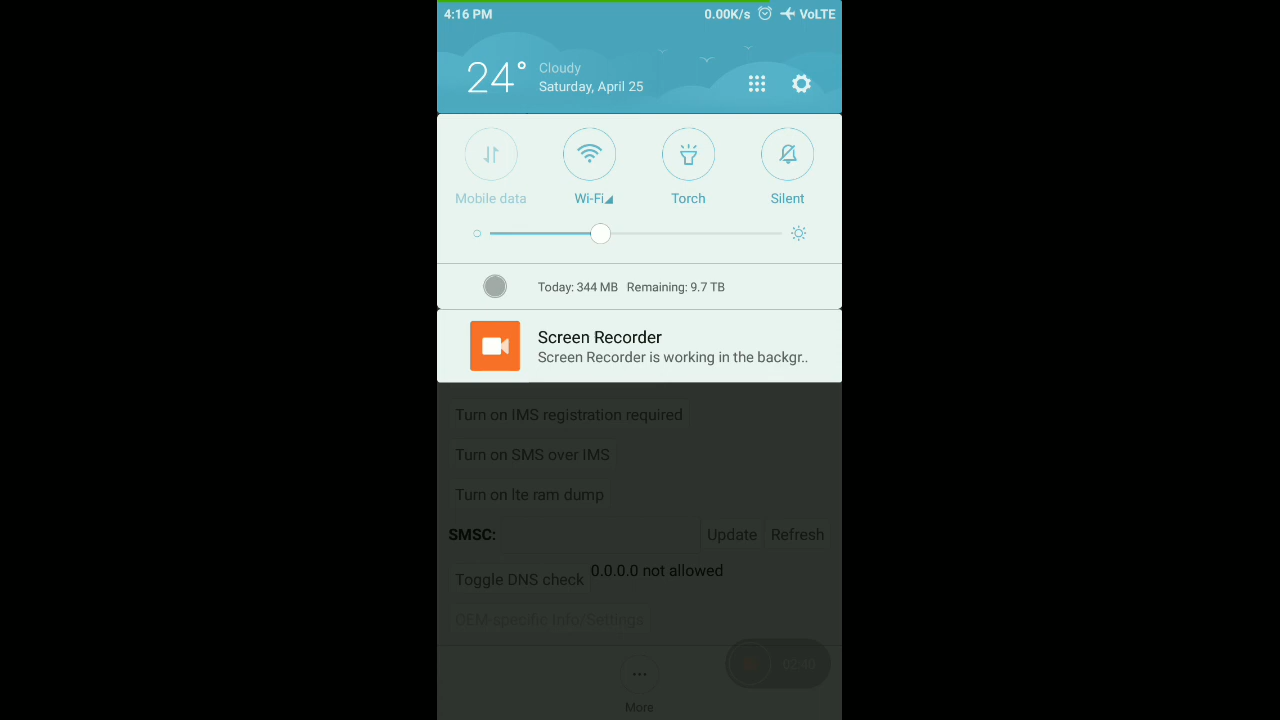 4:16 PM 0.00K/s VoLTE
24° Cloudy
Saturday, April 25
Mobile data Wi-Fi Torch Silent
Today: 344 MB Remaining: 9.7 TB
Screen Recorder
Screen Recorder is working in the backgr..
Turn on IMS registration required
Turn on SMS over IMS
Turn on lte ram dump
SMSC: Update Refresh
Toggle DNS check 0.0.0.0 not allowed
OEM-specific Info/Settings
02:40
More